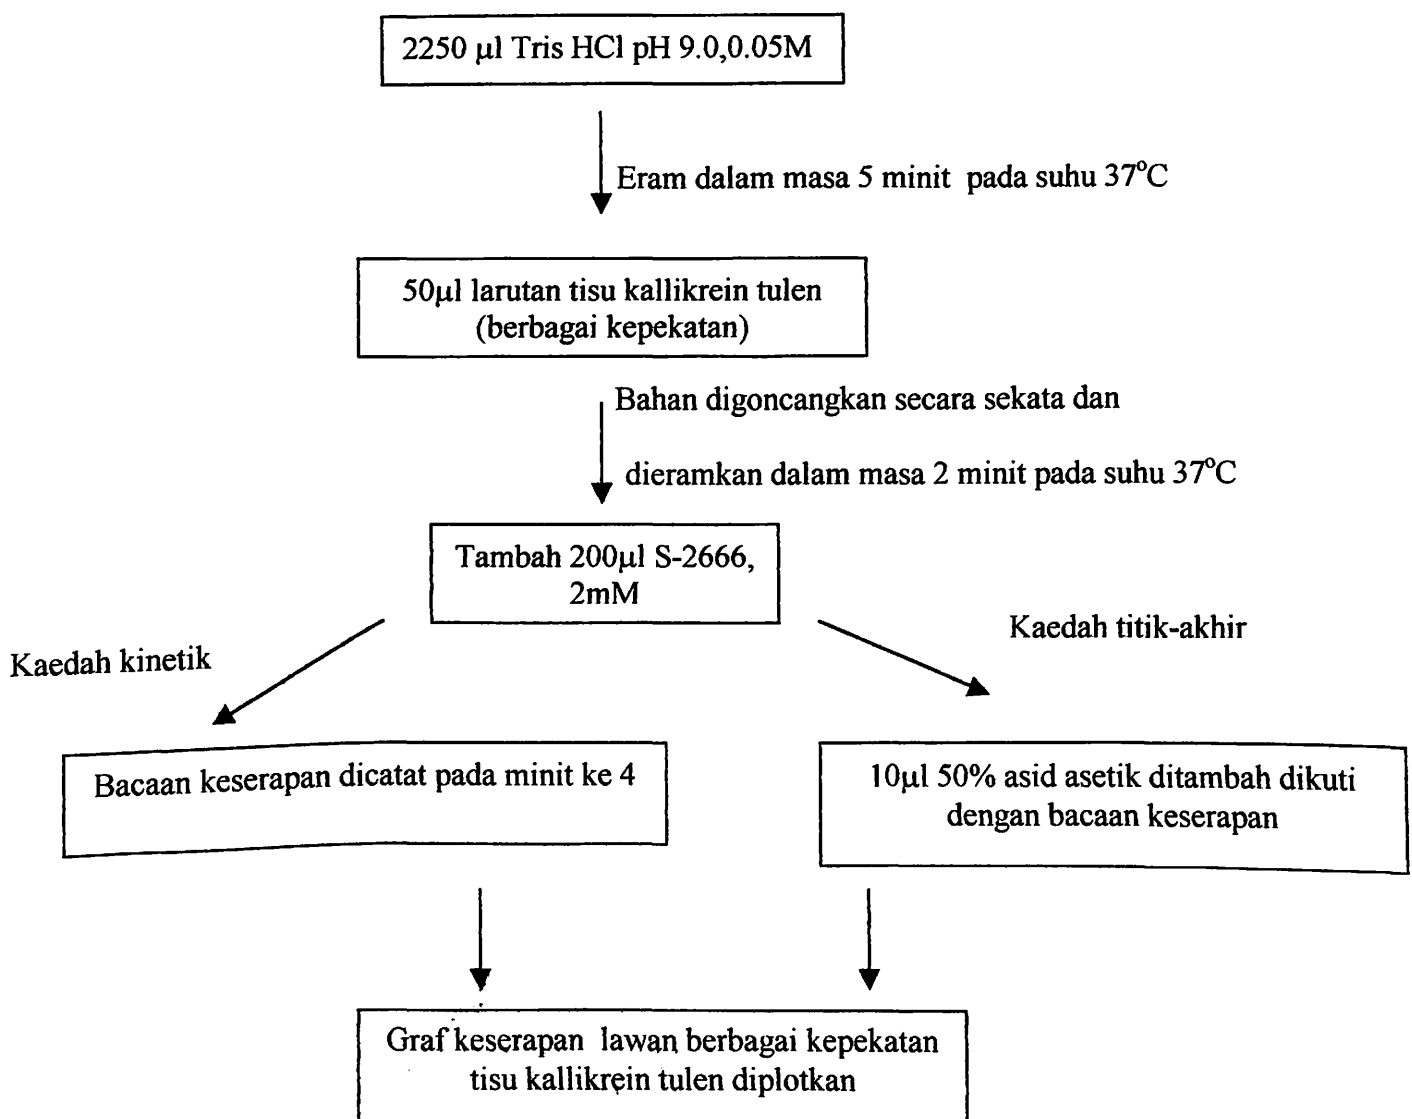 2250 µl Tris HCl pH 9.0,0.05M
Eram dalam masa 5 minit pada suhu 37°C
50µl larutan tisu kallikrein tulen
(berbagai kepekatan)
Bahan digoncangkan secara sekata dan
dieramkan dalam masa 2 minit pada suhu 37°C
Tambah 200µl S-2666,
2mM
Kaedah kinetik
Kaedah titik-akhir
Bacaan keserapan dicatat pada minit ke 4
10µl 50% asid asetik ditambah dikuti
dengan bacaan keserapan
Graf keserapan lawan berbagai kepekatan
tisu kallikrein tulen diplotkan